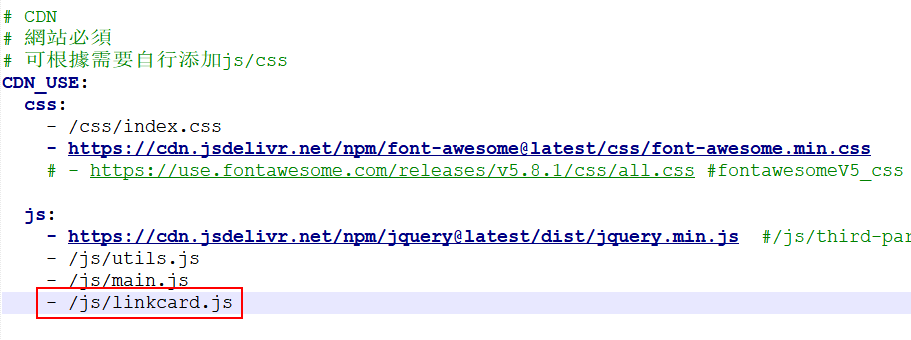 # CDN
# 網站必須
# 可根據需要自行添加js/css
CDN_USE:
  css:
    - /css/index.css
    - https://cdn.jsdelivr.net/npm/font-awesome@latest/css/font-awesome.min.css
    # - https://use.fontawesome.com/releases/v5.8.1/css/all.css #fontawesomeV5_css
  js:
    - https://cdn.jsdelivr.net/npm/jquery@latest/dist/jquery.min.js  #/js/third-par
    - /js/utils.js
    - /js/main.js
    - /js/linkcard.js